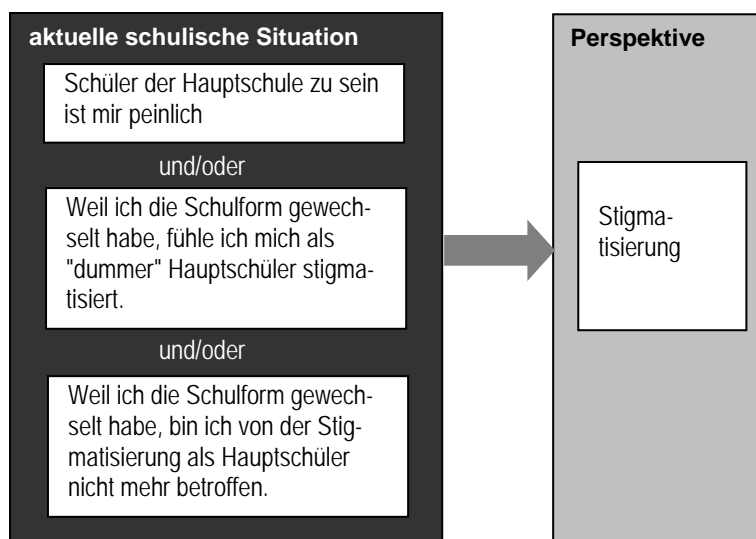 aktuelle schulische Situation
Schüler der Hauptschule zu sein
ist mir peinlich
und/oder
Weil ich die Schulform gewech-
selt habe, fühle ich mich als
"dummer" Hauptschüler stigma-
tisiert.
und/oder
Weil ich die Schulform gewech-
selt habe, bin ich von der Stig-
matisierung als Hauptschüler
nicht mehr betroffen.
Perspektive
Stigma-
tisierung